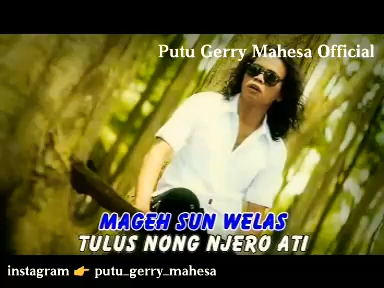 Putu Gerry Mahesa Official
MAGEH SUN WELAS
TULUS NONG NJERO ATI
instagram 👉 putu_gerry_mahesa